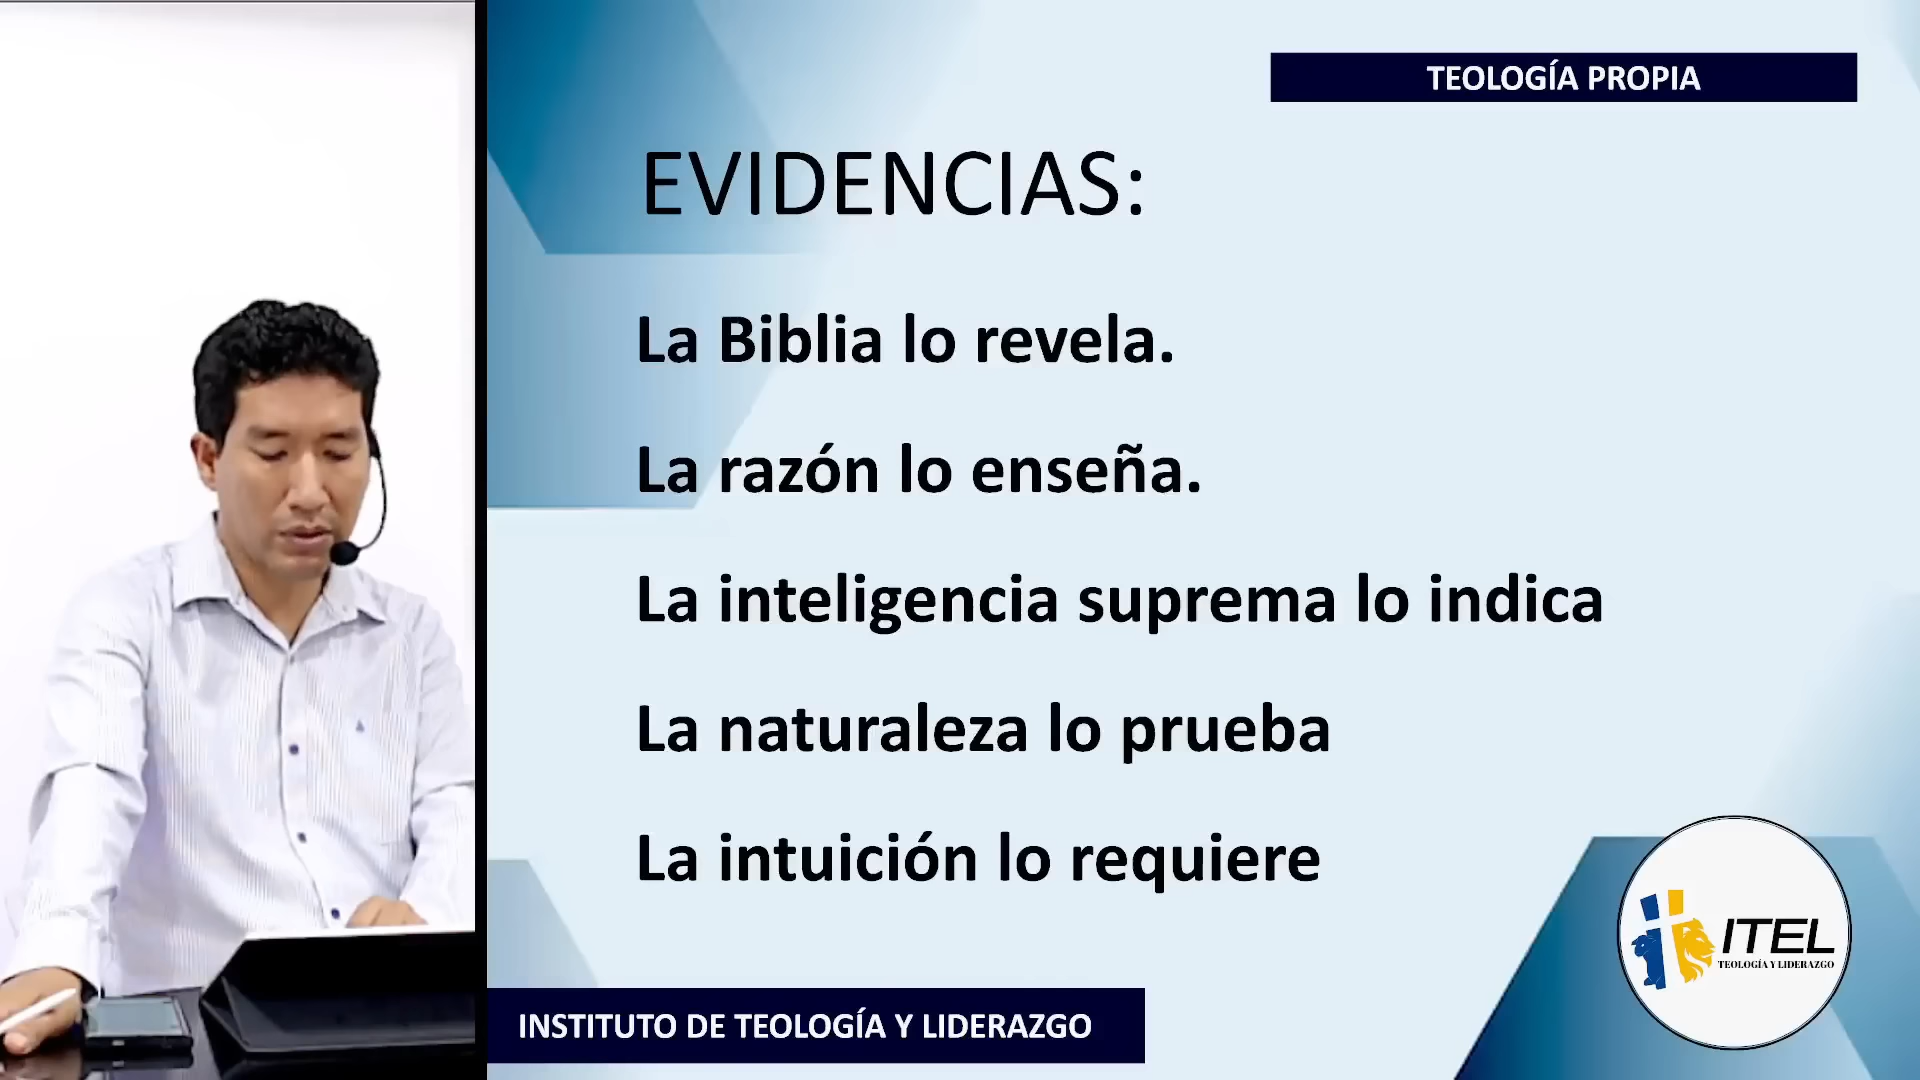 TEOLOGÍA PROPIA
EVIDENCIAS:
La Biblia lo revela.
La razón lo enseña.
La inteligencia suprema lo indica
La naturaleza lo prueba
La intuición lo requiere
ITEL
TEOLOGÍA Y LIDERAZGO
INSTITUTO DE TEOLOGÍA Y LIDERAZGO